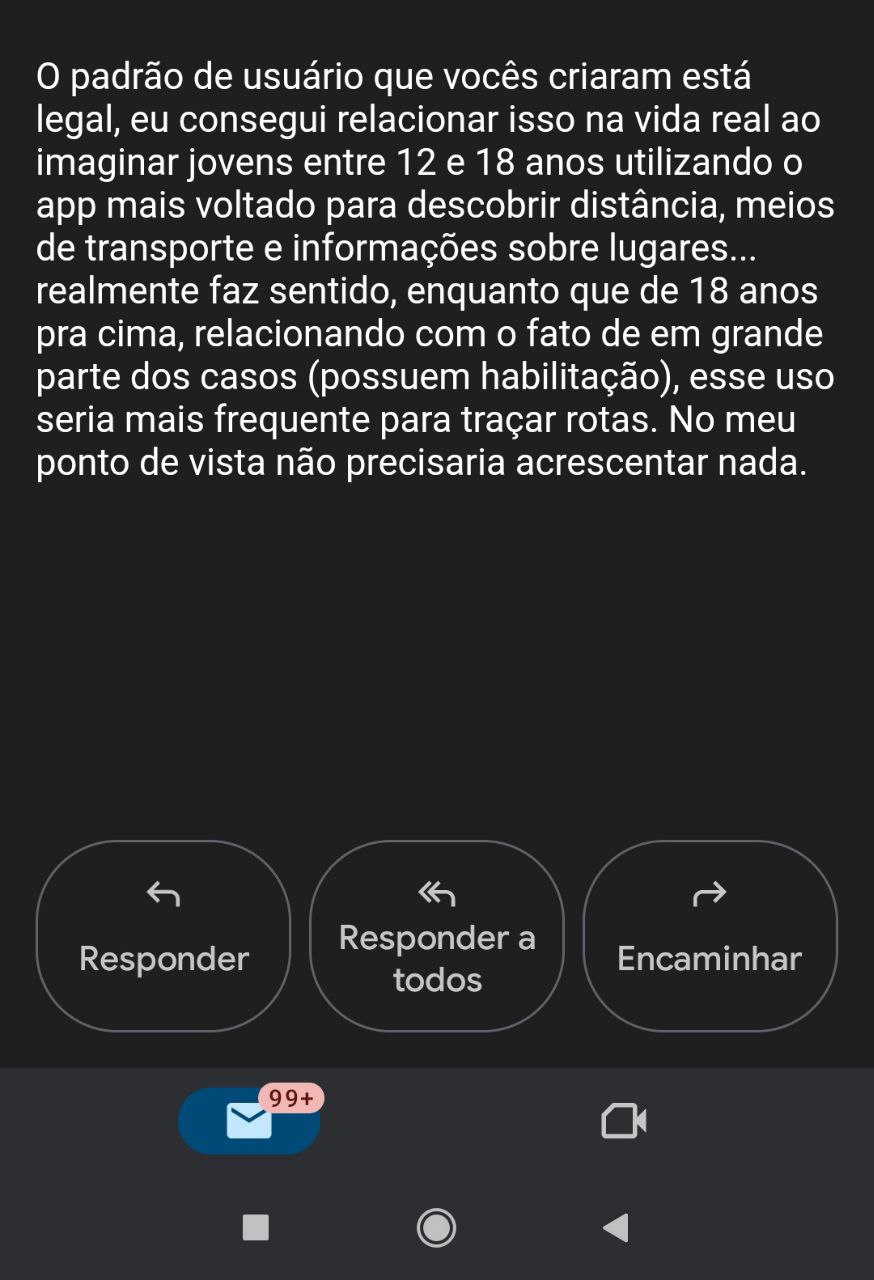 O padrão de usuário que vocês criaram está
legal, eu consegui relacionar isso na vida real ao
imaginar jovens entre 12 e 18 anos utilizando o
app mais voltado para descobrir distância, meios
de transporte e informações sobre lugares...
realmente faz sentido, enquanto que de 18 anos
pra cima, relacionando com o fato de em grande
parte dos casos (possuem habilitação), esse uso
seria mais frequente para traçar rotas. No meu
ponto de vista não precisaria acrescentar nada.
Responder
Responder a
todos
Encaminhar
99+